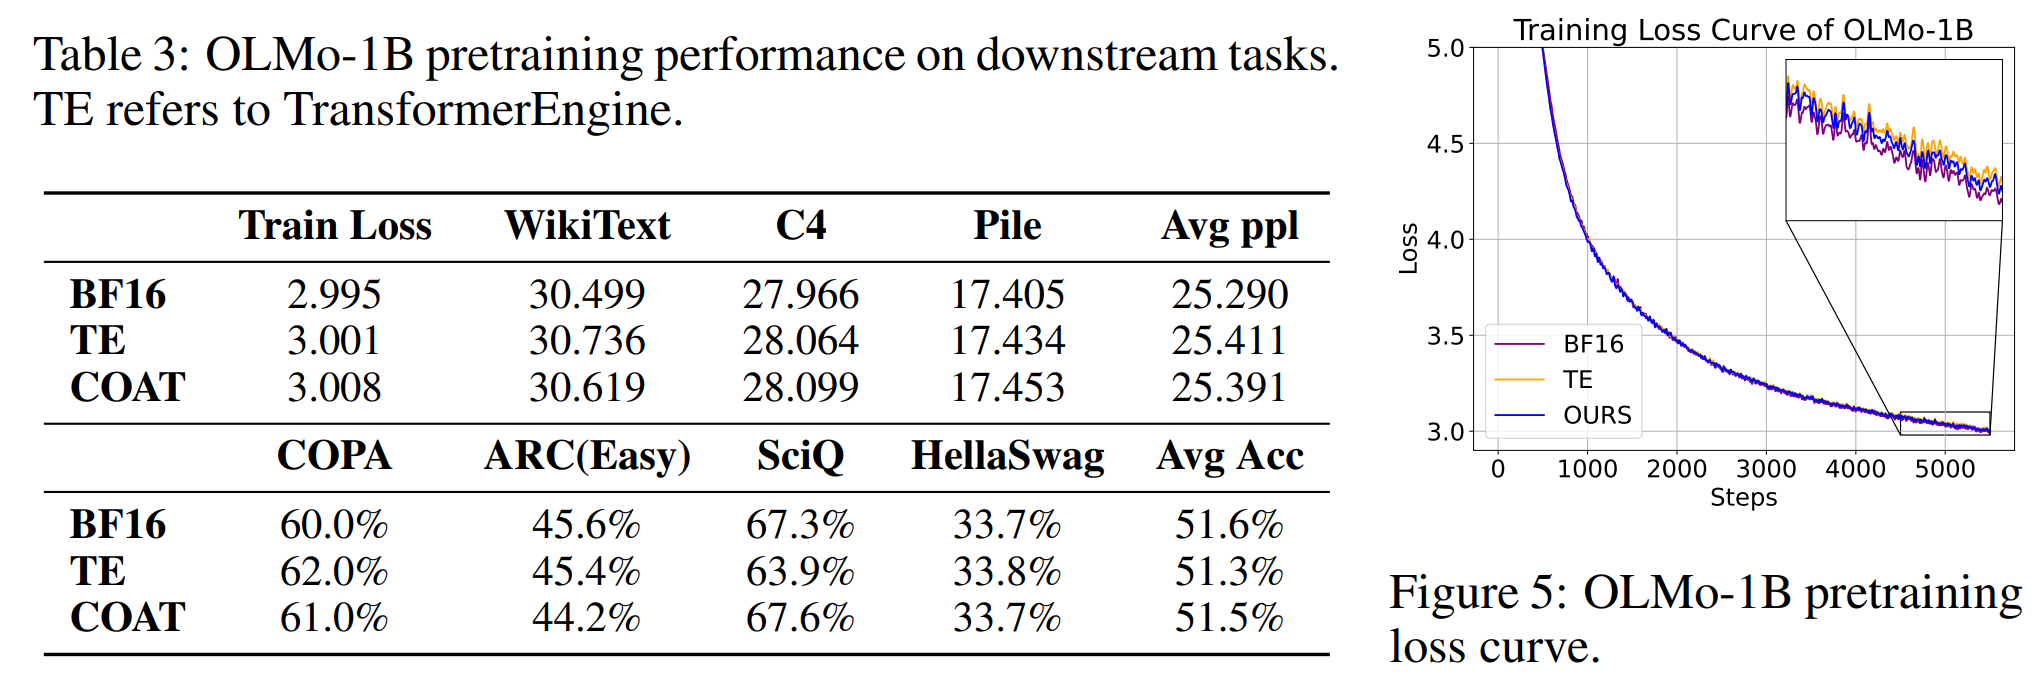 Table 3: OLMo-1B pretraining performance on downstream tasks.
TE refers to TransformerEngine.
Train Loss WikiText C4 Pile Avg ppl
BF16 2.995 30.499 27.966 17.405 25.290
TE 3.001 30.736 28.064 17.434 25.411
COAT 3.008 30.619 28.099 17.453 25.391
COPA ARC(Easy) SciQ HellaSwag Avg Acc
BF16 60.0% 45.6% 67.3% 33.7% 51.6%
TE 62.0% 45.4% 63.9% 33.8% 51.3%
COAT 61.0% 44.2% 67.6% 33.7% 51.5%
Training Loss Curve of OLMo-1B
5.0
4.5
4.0
3.5
3.0
Loss
BF16
TE
OURS
0 1000 2000 3000 4000 5000
Steps
Figure 5: OLMo-1B pretraining
loss curve.